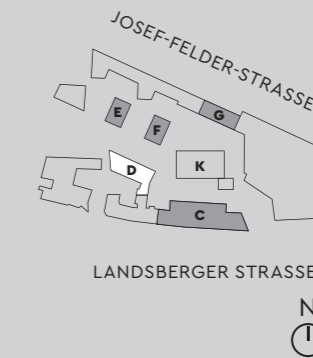 JOSEF-FELDER-STRASSE
E
F
G
D
K
C
LANDSBERGER STRASSE
N